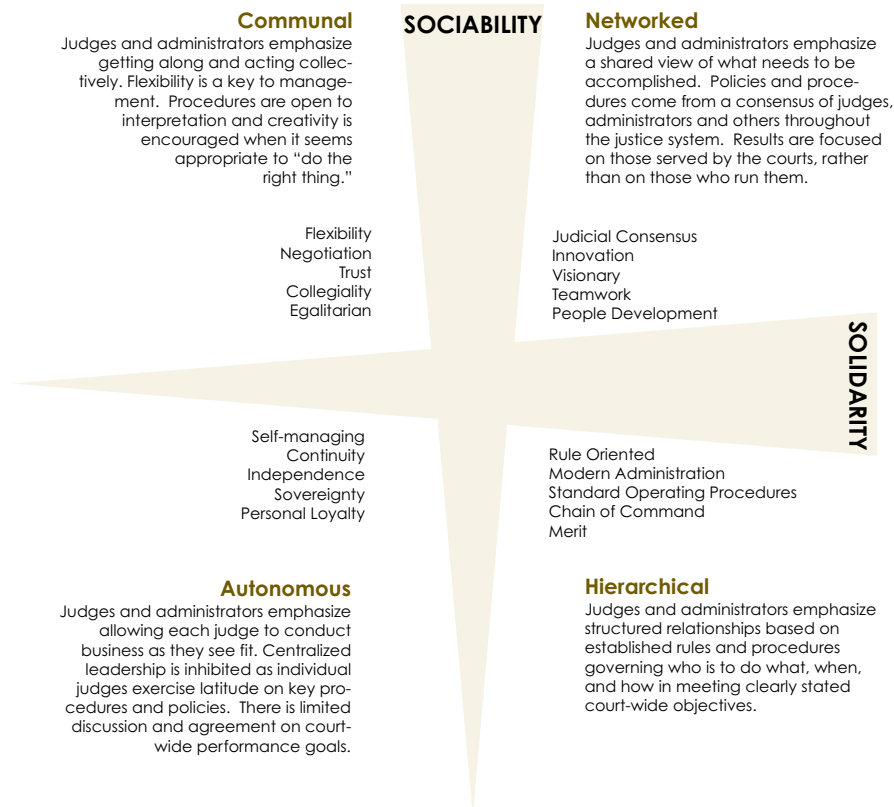 Communal
Judges and administrators emphasize
getting along and acting collec-
tively. Flexibility is a key to manage-
ment.  Procedures are open to
interpretation and creativity is
encouraged when it seems
appropriate to “do the
right thing.”
SOCIABILITY
Networked
Judges and administrators emphasize
a shared view of what needs to be
accomplished.  Policies and proce-
dures come from a consensus of judges,
administrators and others throughout
the justice system.  Results are focused
on those served by the courts, rather
than on those who run them.
Flexibility
Negotiation
Trust
Collegiality
Egalitarian
Judicial Consensus
Innovation
Visionary
Teamwork
People Development
SOLIDARITY
Self-managing
Continuity
Independence
Sovereignty
Personal Loyalty
Rule Oriented
Modern Administration
Standard Operating Procedures
Chain of Command
Merit
Autonomous
Judges and administrators emphasize
allowing each judge to conduct
business as they see fit. Centralized
leadership is inhibited as individual
judges exercise latitude on key pro-
cedures and policies.  There is limited
discussion and agreement on court-
wide performance goals.
Hierarchical
Judges and administrators emphasize
structured relationships based on
established rules and procedures
governing who is to do what, when,
and how in meeting clearly stated
court-wide objectives.